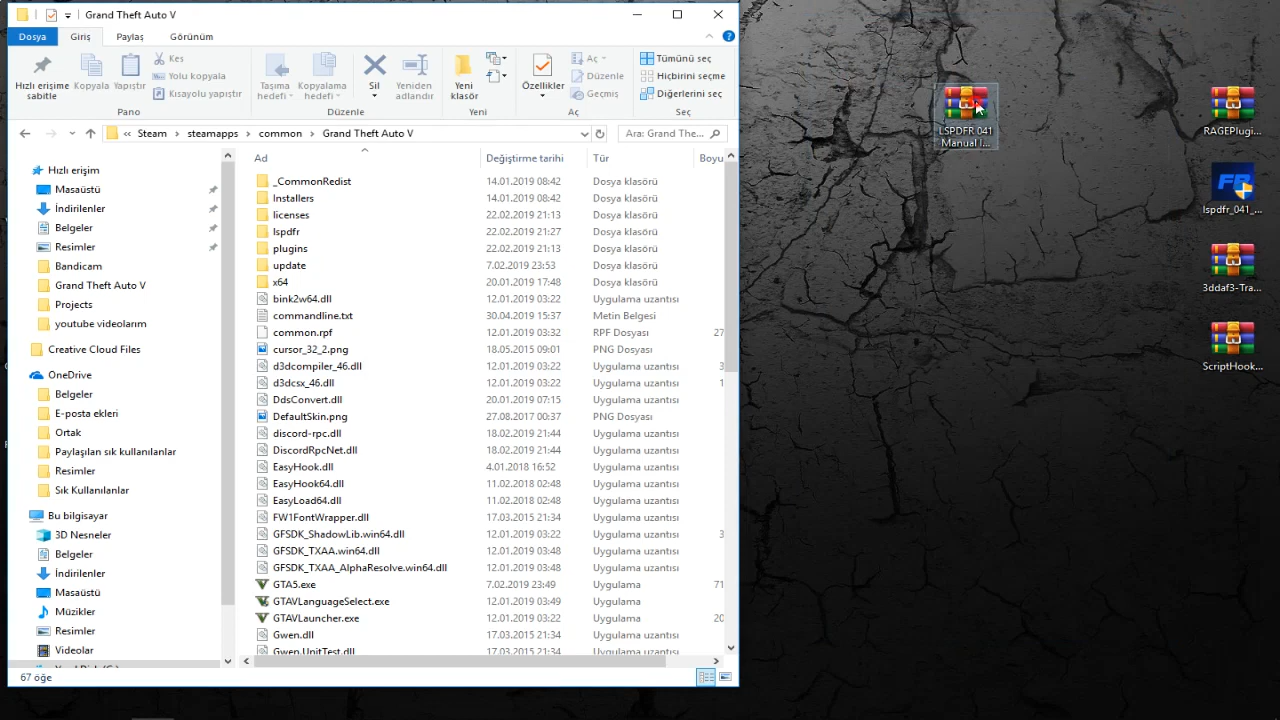 Grand Theft Auto V
Dosya Giriş Paylaş Görünüm
Hızlı erişime sabitle
Kopyala
Yapıştır
Kes
Yolu kopyala
Kısayolu yapıştır
Pano
Taşıma hedefi
Kopyalama hedefi
Sil
Yeniden adlandır
Düzenle
Yeni klasör
Yeni
Özellikler
Aç
Düzenle
Geçmiş
Aç
Tümünü seç
Hiçbirini seçme
Diğerlerini seç
Seç
« Steam › steamapps › common › Grand Theft Auto V
Ara: Grand The...
Hızlı erişim
Masaüstü
İndirilenler
Belgeler
Resimler
Bandicam
Grand Theft Auto V
Projects
youtube videolarım
Creative Cloud Files
OneDrive
Belgeler
E-posta ekleri
Ortak
Paylaşılan sık kullanılanlar
Resimler
Sık Kullanılanlar
Bu bilgisayar
3D Nesneler
Belgeler
İndirilenler
Masaüstü
Müzikler
Resimler
Videolar
Ad Değiştirme tarihi Tür Boyu
_CommonRedist 14.01.2019 08:42 Dosya klasörü
Installers 14.01.2019 08:42 Dosya klasörü
licenses 22.02.2019 21:13 Dosya klasörü
lspdfr 22.02.2019 21:27 Dosya klasörü
plugins 22.02.2019 21:13 Dosya klasörü
update 7.02.2019 23:53 Dosya klasörü
x64 20.01.2019 17:48 Dosya klasörü
bink2w64.dll 12.01.2019 03:22 Uygulama uzantısı
commandline.txt 30.04.2019 15:37 Metin Belgesi
common.rpf 12.01.2019 03:32 RPF Dosyası 27
cursor_32_2.png 18.05.2015 09:01 PNG Dosyası
d3dcompiler_46.dll 12.01.2019 03:22 Uygulama uzantısı 3
d3dcsx_46.dll 12.01.2019 03:22 Uygulama uzantısı 1
DdsConvert.dll 20.01.2019 07:15 Uygulama uzantısı
DefaultSkin.png 27.08.2017 00:37 PNG Dosyası
discord-rpc.dll 18.02.2019 21:44 Uygulama uzantısı
DiscordRpcNet.dll 18.02.2019 21:44 Uygulama uzantısı
EasyHook.dll 4.01.2018 16:52 Uygulama uzantısı
EasyHook64.dll 11.02.2018 02:48 Uygulama uzantısı
EasyLoad64.dll 11.02.2018 02:48 Uygulama uzantısı
FW1FontWrapper.dll 17.03.2015 21:34 Uygulama uzantısı
GFSDK_ShadowLib.win64.dll 12.01.2019 03:22 Uygulama uzantısı 3
GFSDK_TXAA.win64.dll 12.01.2019 03:48 Uygulama uzantısı
GFSDK_TXAA_AlphaResolve.win64.dll 12.01.2019 03:48 Uygulama uzantısı
GTA5.exe 7.02.2019 23:49 Uygulama 71
GTAVLanguageSelect.exe 12.01.2019 03:49 Uygulama
GTAVLauncher.exe 12.01.2019 03:22 Uygulama 20
Gwen.dll 17.03.2015 21:34 Uygulama uzantısı
Gwen.UnitTest.dll 17.03.2015 21:34 Uygulama uzantısı
67 öğe
LSPDFR 041
Manual I...
RAGEPlugi...
lspdfr_041_...
3ddaf3-Tra...
ScriptHook...